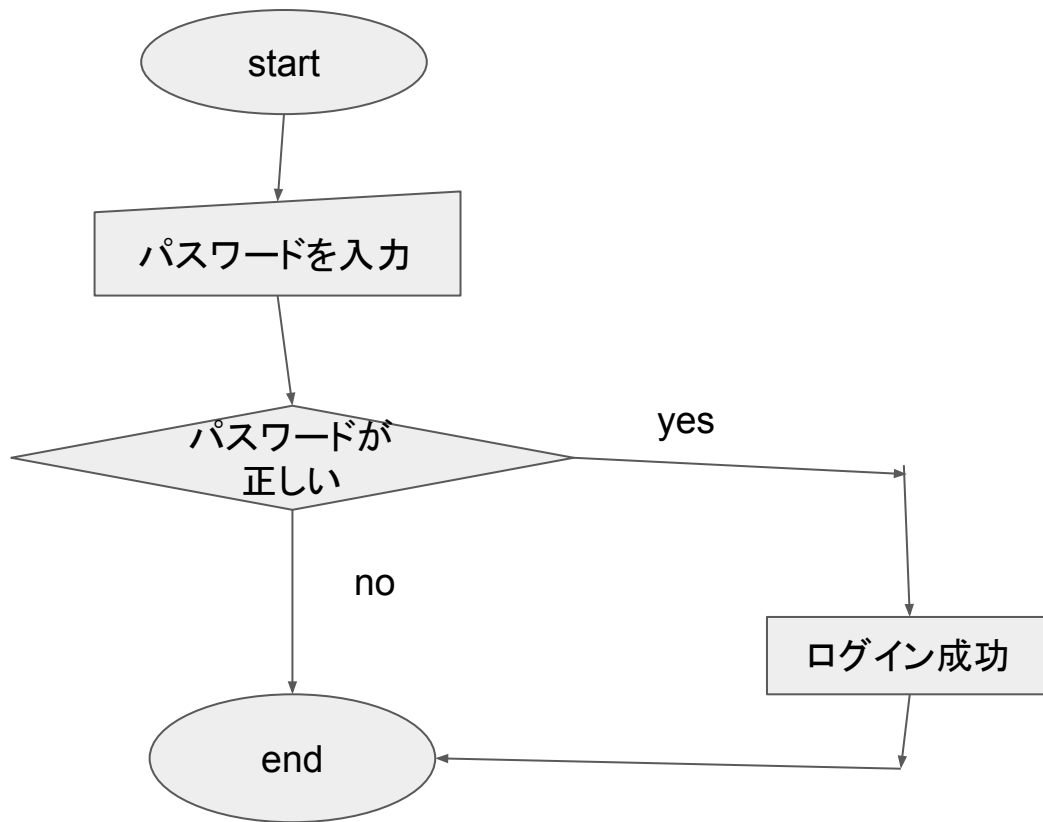 start
パスワードを入力
パスワードが
正しい
yes
no
ログイン成功
end